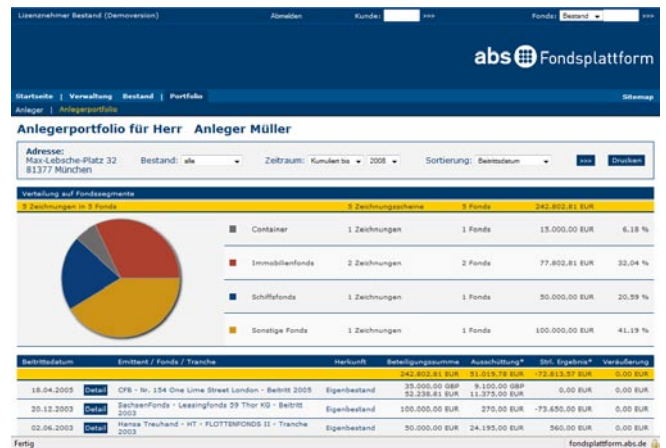 Lizenznehmer Bestand (Demoversion) Abmelden Kunde: >>> Fonds: Bestand >>>
abs Fondsplattform
Startseite | Verwaltung Bestand | Portfolio Sitemap
Anleger | Anlegerportfolio
Anlegerportfolio für Herr Anleger Müller
Adresse:
Max-Lebsche-Platz 32
81377 München
Bestand: alle Zeitraum: Kumuliert bis 2008 Sortierung: Beitrittsdatum >>> Drucken
Verteilung auf Fondssegmente
5 Zeichnungen in 5 Fonds 5 Zeichnungsscheine 5 Fonds 242.802,81 EUR
Container 1 Zeichnungen 1 Fonds 15.000,00 EUR 6,18 %
Immobilienfonds 2 Zeichnungen 2 Fonds 77.802,81 EUR 32,04 %
Schiffsfonds 1 Zeichnungen 1 Fonds 50.000,00 EUR 20,59 %
Sonstige Fonds 1 Zeichnungen 1 Fonds 100.000,00 EUR 41,19 %
Beitrittsdatum Emittent / Fonds / Tranche Herkunft Beteiligungssumme Ausschüttung* Strl. Ergebnis* Veräußerung
242.802,81 EUR 51.019,78 EUR -72.813,57 EUR 0,00 EUR
18.04.2005 Detail CFB - Nr. 154 One Lime Street London - Beitritt 2005 Eigenbestand 35.000,00 GBP 9.100,00 GBP 0,00 EUR 0,00 EUR
52.238,81 EUR 11.375,00 EUR
20.12.2003 Detail SachsenFonds - Leasingfonds 39 Thor KG - Beitritt 2003 Eigenbestand 100.000,00 EUR 270,00 EUR -73.650,00 EUR 0,00 EUR
02.06.2003 Detail Hansa Treuhand - HT - FLOTTENFONDS II - Tranche 2003 Eigenbestand 50.000,00 EUR 24.195,00 EUR 560,00 EUR 0,00 EUR
Fertig fondsplattform.abs.de